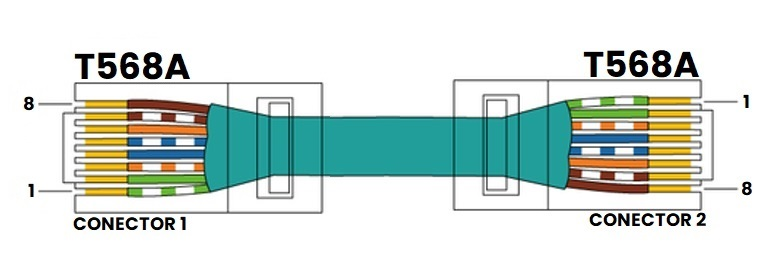 T568A
T568A
8
1
1
8
CONECTOR 1
CONECTOR 2